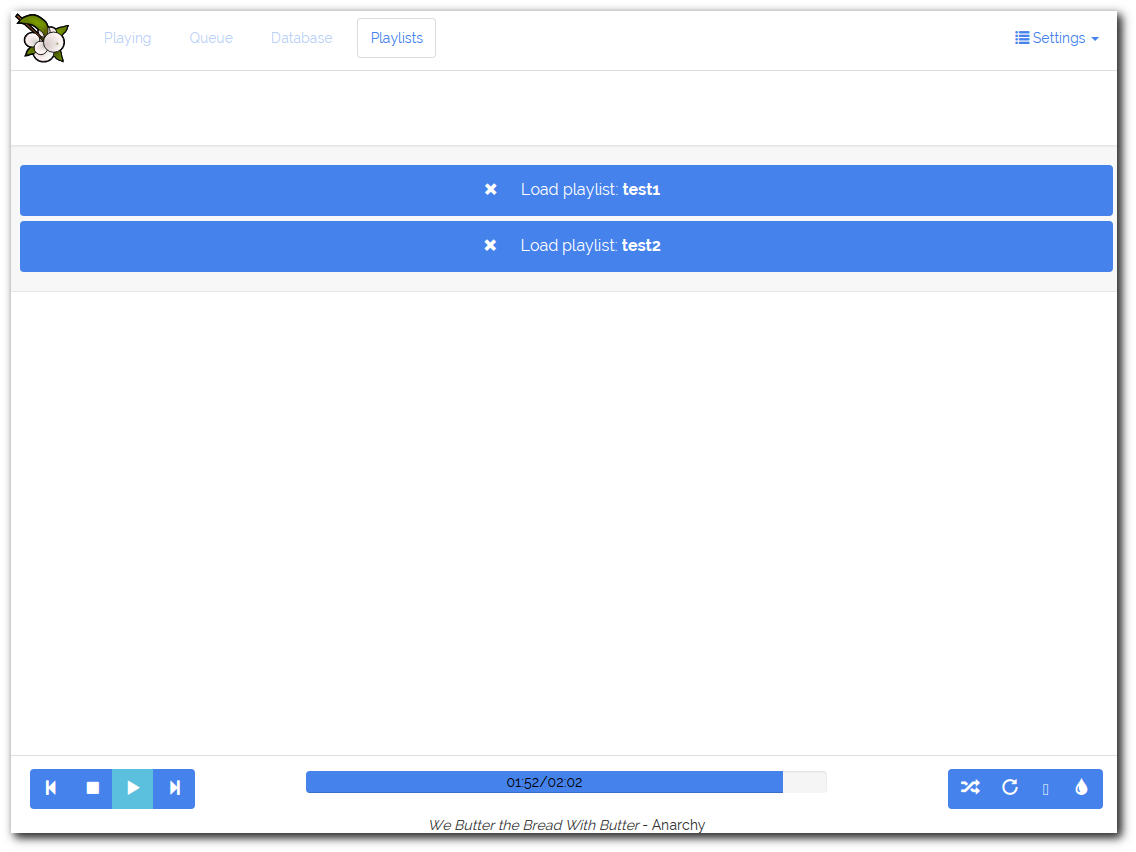 Playing Queue Database Playlists Settings
Load playlist: test1
Load playlist: test2
01:52/02:02
We Butter the Bread With Butter - Anarchy